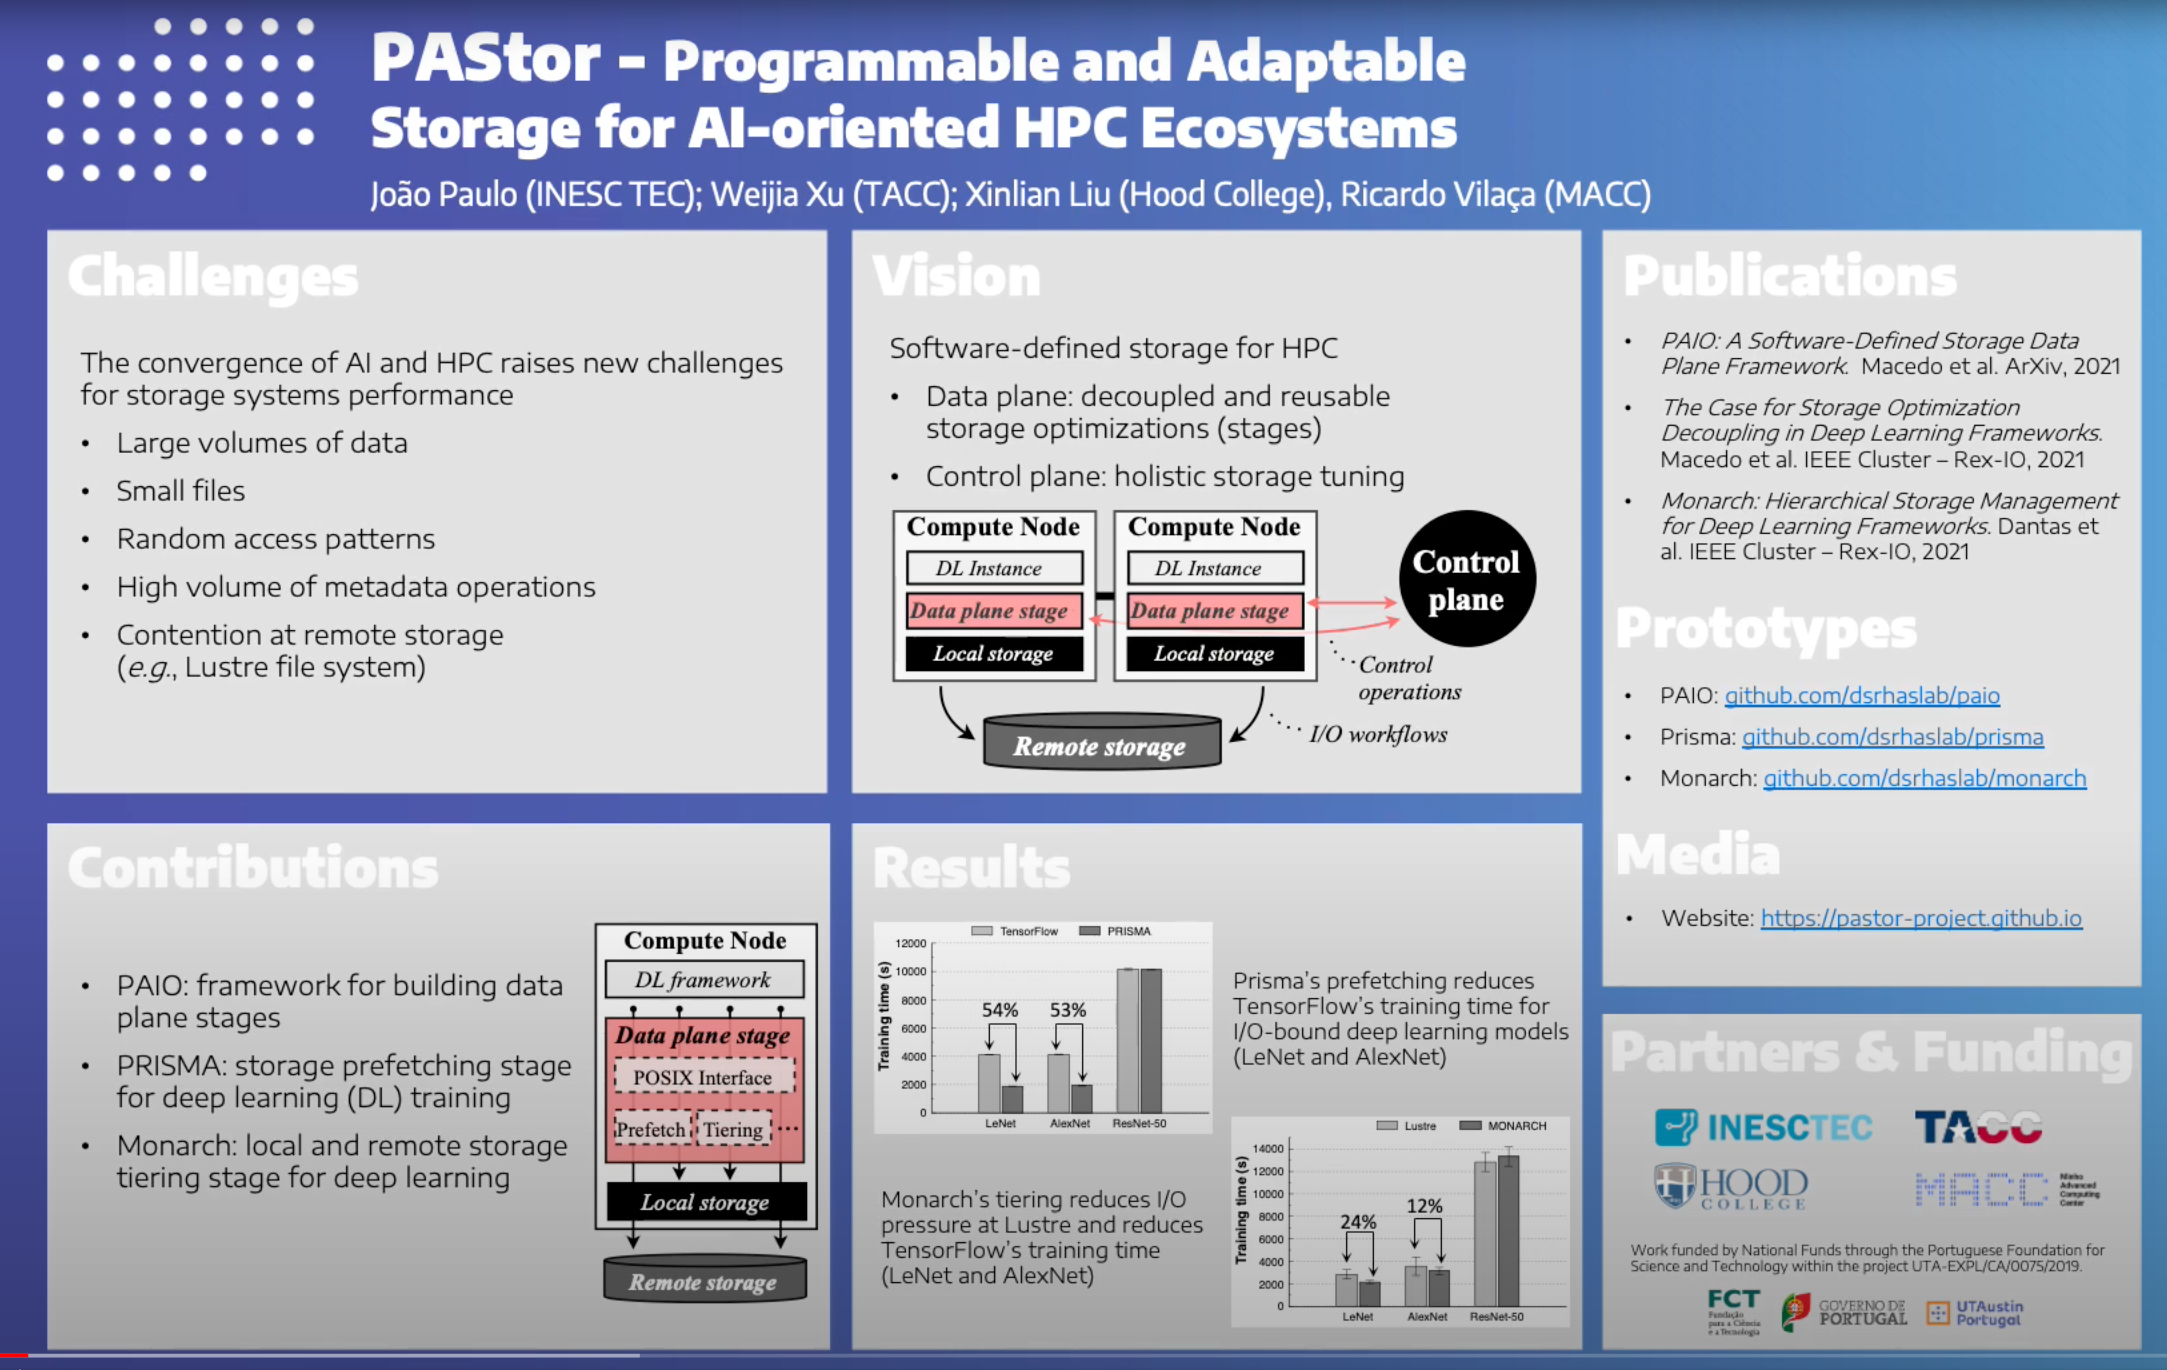 PAStor - Programmable and Adaptable
Storage for AI-oriented HPC Ecosystems
João Paulo (INESC TEC); Weijia Xu (TACC); Xinlian Liu (Hood College), Ricardo Vilaça (MACC)
Challenges
The convergence of AI and HPC raises new challenges
for storage systems performance
• Large volumes of data
• Small files
• Random access patterns
• High volume of metadata operations
• Contention at remote storage
(e.g., Lustre file system)
Vision
Software-defined storage for HPC
• Data plane: decoupled and reusable
storage optimizations (stages)
• Control plane: holistic storage tuning
Compute Node
DL Instance
Data plane stage
Local storage
Compute Node
DL Instance
Data plane stage
Local storage
Control
plane
Control
operations
I/O workflows
Remote storage
Publications
• PAIO: A Software-Defined Storage Data
Plane Framework. Macedo et al. ArXiv, 2021
• The Case for Storage Optimization
Decoupling in Deep Learning Frameworks.
Macedo et al. IEEE Cluster – Rex-IO, 2021
• Monarch: Hierarchical Storage Management
for Deep Learning Frameworks. Dantas et
al. IEEE Cluster – Rex-IO, 2021
Prototypes
• PAIO: github.com/dsrhaslab/paio
• Prisma: github.com/dsrhaslab/prisma
• Monarch: github.com/dsrhaslab/monarch
Media
• Website: https://pastor-project.github.io
Contributions
• PAIO: framework for building data
plane stages
• PRISMA: storage prefetching stage
for deep learning (DL) training
• Monarch: local and remote storage
tiering stage for deep learning
Compute Node
DL framework
Data plane stage
POSIX Interface
Prefetch Tiering ...
Local storage
Remote storage
Results
TensorFlow PRISMA
Training time (s)
12000
10000
8000
6000
4000
2000
0
54% 53%
LeNet AlexNet ResNet-50
Prisma's prefetching reduces
TensorFlow's training time for
I/O-bound deep learning models
(LeNet and AlexNet)
Monarch's tiering reduces I/O
pressure at Lustre and reduces
TensorFlow's training time
(LeNet and AlexNet)
Lustre MONARCH
Training time (s)
14000
12000
10000
8000
6000
4000
2000
0
24% 12%
LeNet AlexNet ResNet-50
Partners & Funding
INESCTEC
TACC
HOOD
COLLEGE
MACC
Minho
Advanced
Computing
Center
Work funded by National Funds through the Portuguese Foundation for
Science and Technology within the project UTA-EXPL/CA/0075/2019.
FCT
Fundação
para a Ciência
e a Tecnologia
GOVERNO DE
PORTUGAL
UTAustin
Portugal